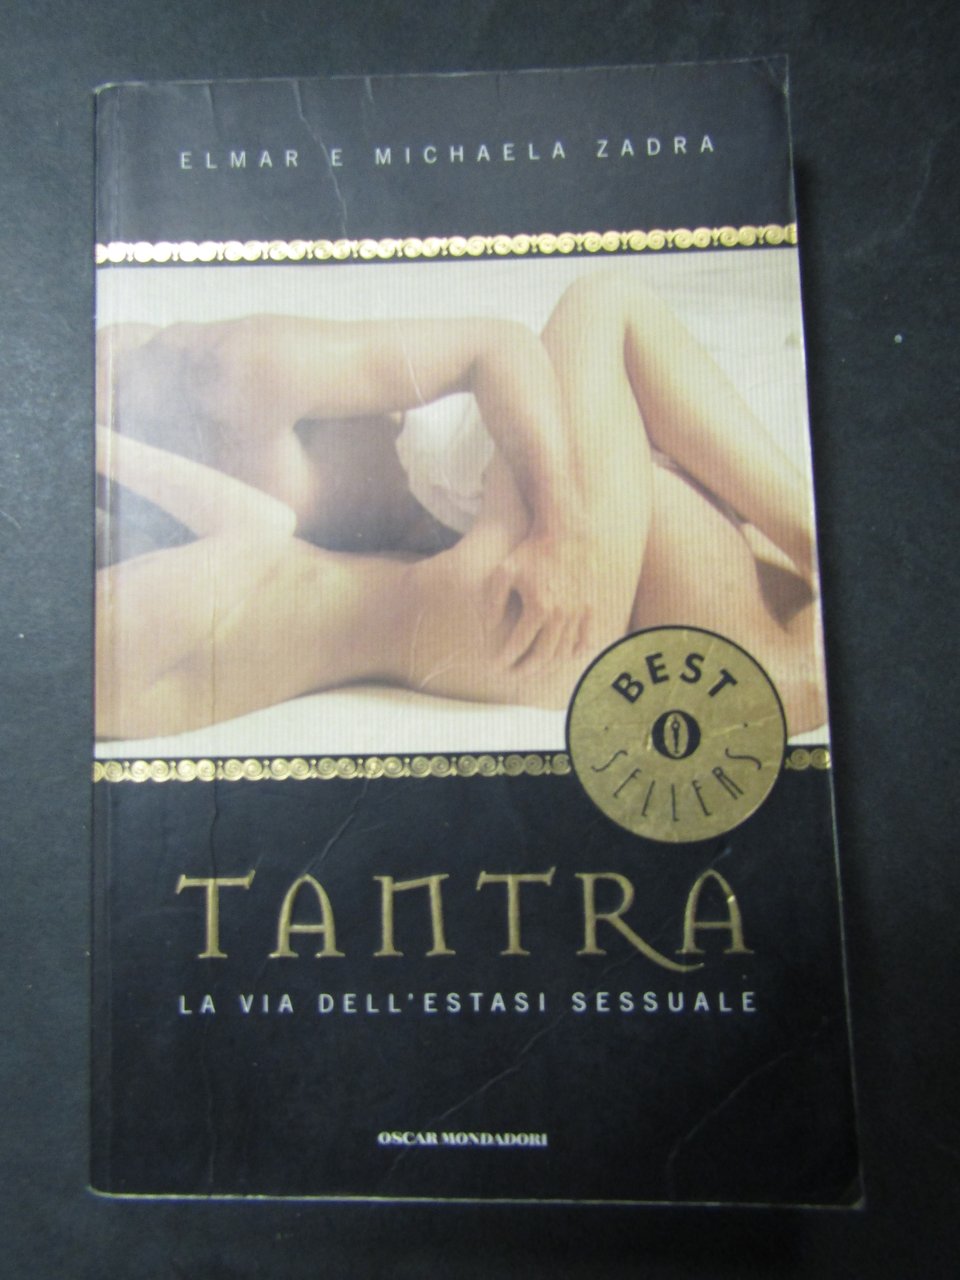 ELMAR E MICHAELA ZADRA
BEST
O
SELLERS
TANTRA
LA VIA DELL'ESTASI SESSUALE
OSCAR MONDADORI